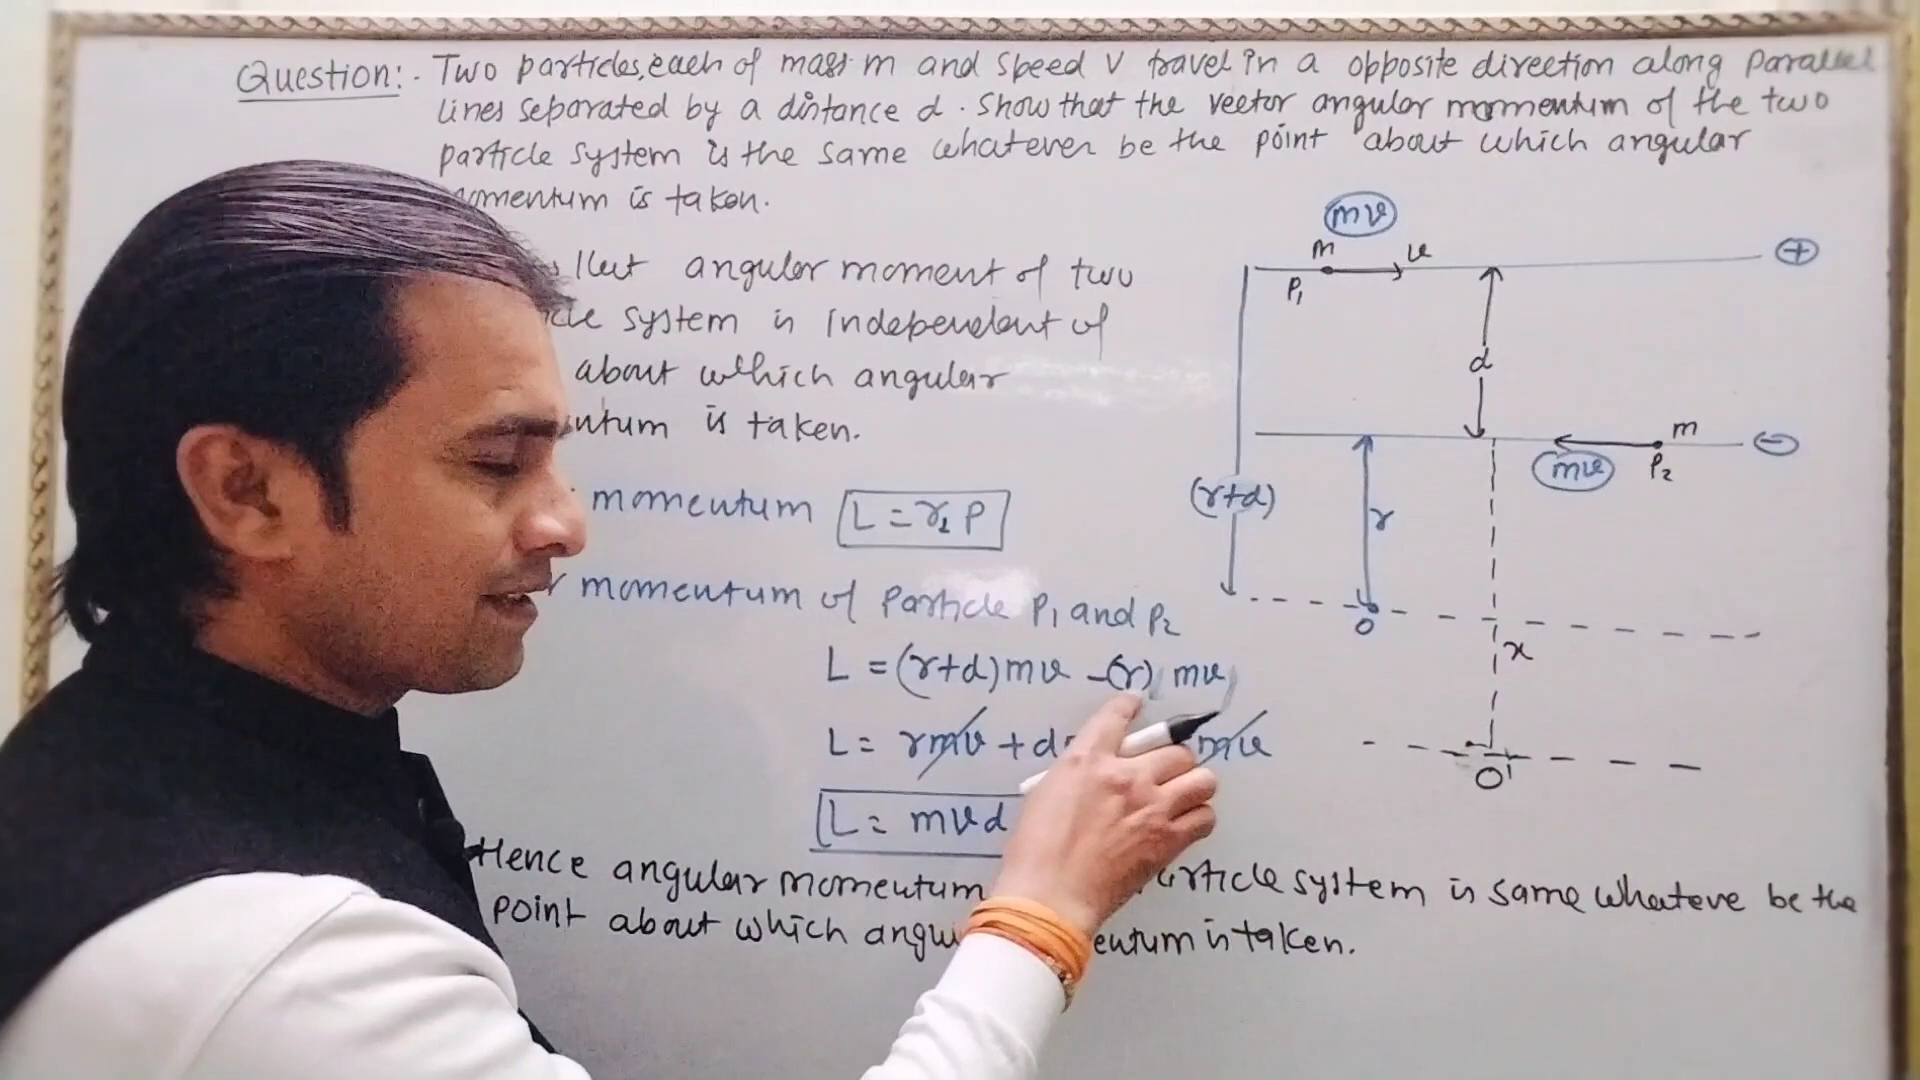 Question:- Two particles, each of mass m and speed V travel in a opposite direction along Parallel
lines separated by a distance d. Show that the vector angular momentum of the two
particle system is the same whatever be the point about which angular
momentum is taken.
angular moment of two
system is independent of
about which angular
is taken.
momentum L = r⊥ P
momentum of Particle P1 and P2
L = (r+d)mv - (r) mv
L = rmv + d mv
L = mvd
Hence angular momentum particle system is same whateve be the
point about which angu entum is taken.
mv
m
v
P1
+
d
m
-
mv
P2
(r+d)
r
O
x
O'